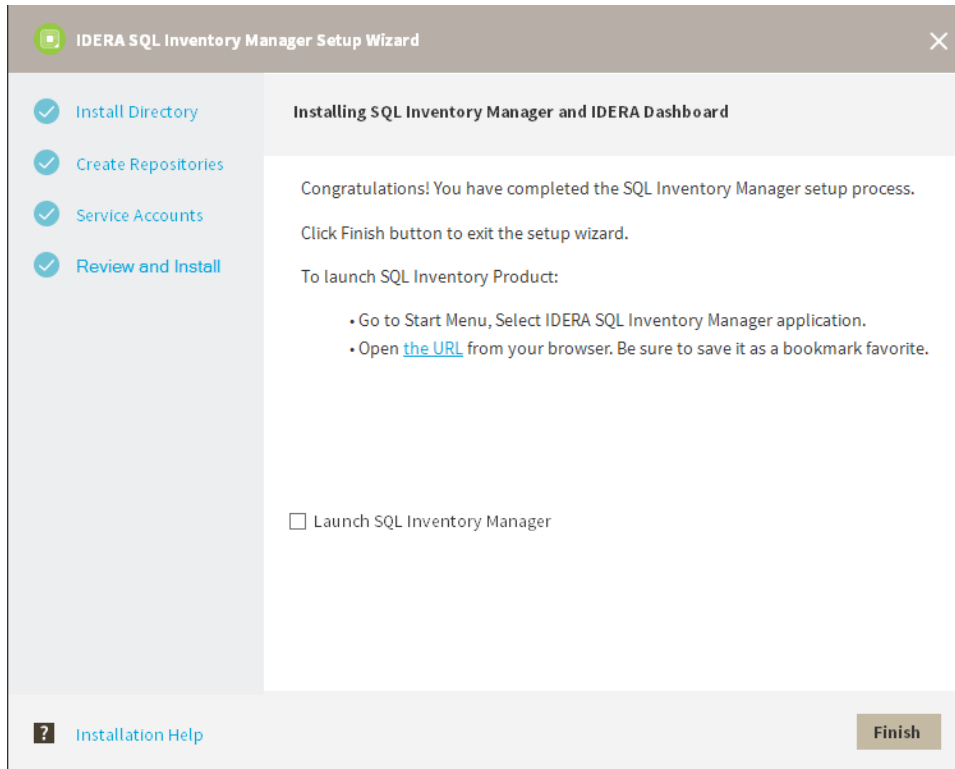 IDERA SQL Inventory Manager Setup Wizard
Install Directory
Create Repositories
Service Accounts
Review and Install
Installing SQL Inventory Manager and IDERA Dashboard
Congratulations! You have completed the SQL Inventory Manager setup process.
Click Finish button to exit the setup wizard.
To launch SQL Inventory Product:
• Go to Start Menu, Select IDERA SQL Inventory Manager application.
• Open the URL from your browser. Be sure to save it as a bookmark favorite.
Launch SQL Inventory Manager
? Installation Help
Finish